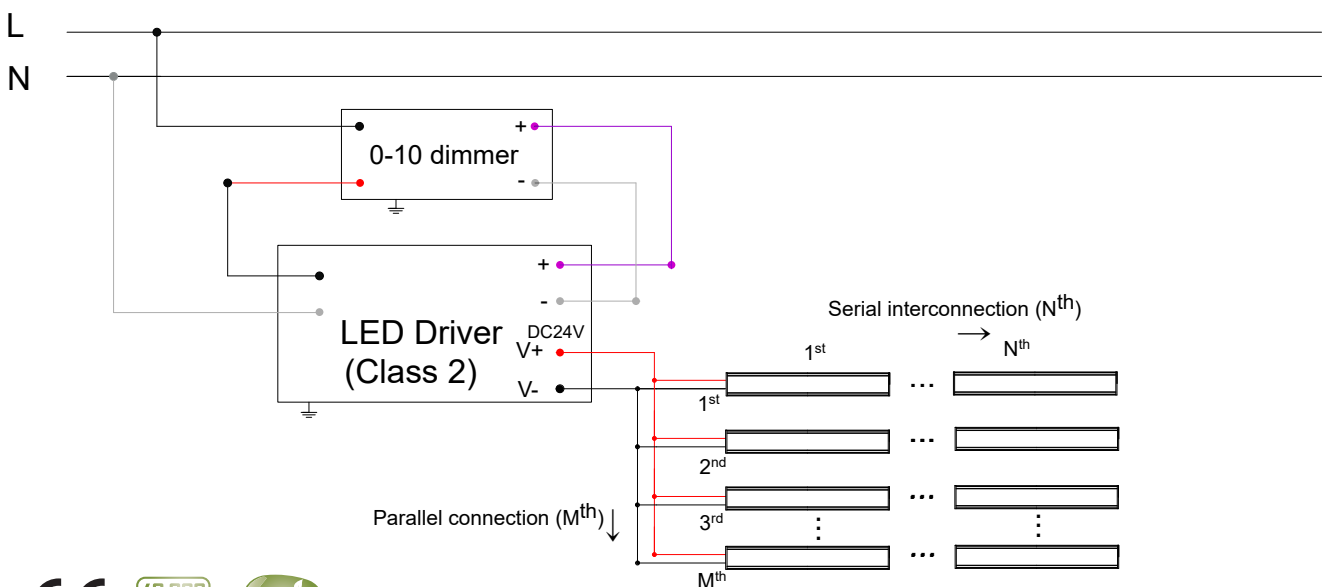 L
N
+
0-10 dimmer
-
+
-
LED Driver
(Class 2)
DC24V
V+
V-
Serial interconnection (Nth)
1st
Nth
1st
...
2nd
...
3rd
...
Mth
...
Parallel connection (Mth)